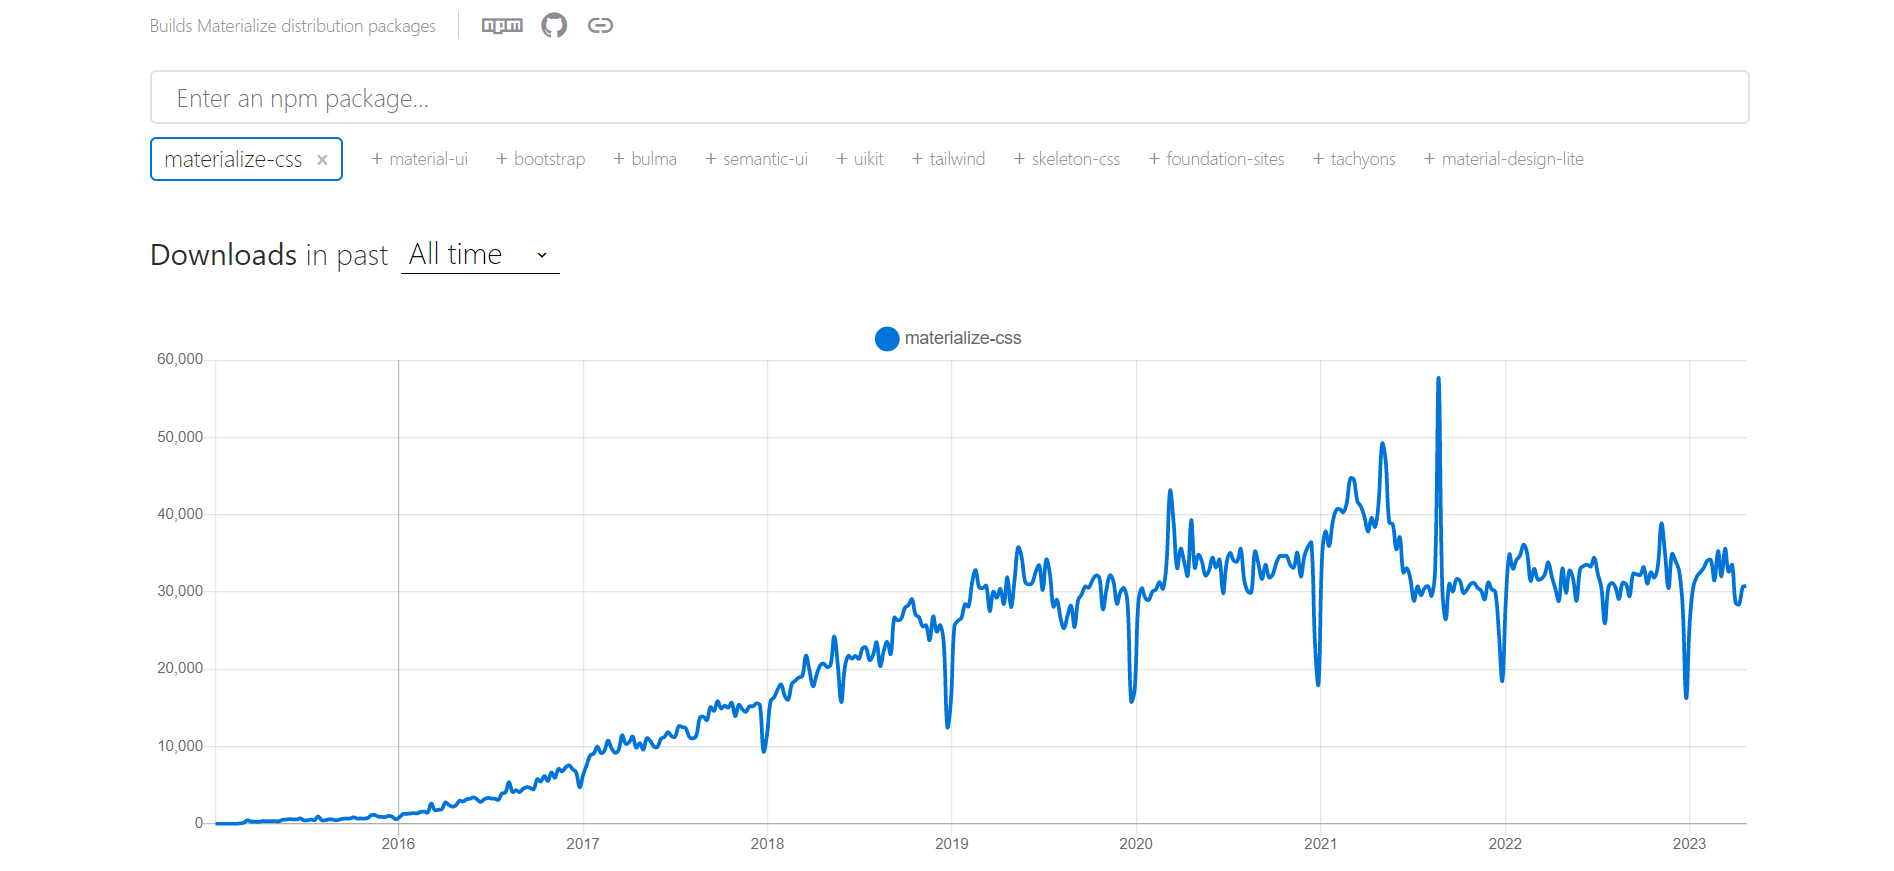 Builds Materialize distribution packages npm
Enter an npm package...
materialize-css × + material-ui + bootstrap + bulma + semantic-ui + uikit + tailwind + skeleton-css + foundation-sites + tachyons + material-design-lite
Downloads in past All time
materialize-css
60,000
50,000
40,000
30,000
20,000
10,000
0
2016 2017 2018 2019 2020 2021 2022 2023